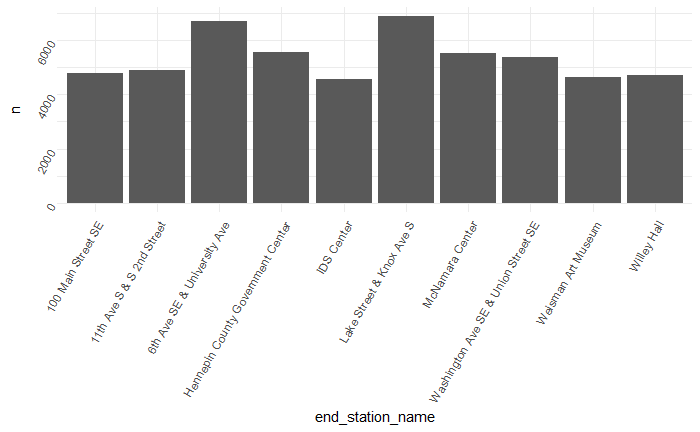 n
6000
4000
2000
0
100 Main Street SE
11th Ave S & S 2nd Street
6th Ave SE & University Ave
Hennepin County Government Center
IDS Center
Lake Street & Knox Ave S
McNamara Center
Washington Ave SE & Union Street SE
Weisman Art Museum
Willey Hall
end_station_name